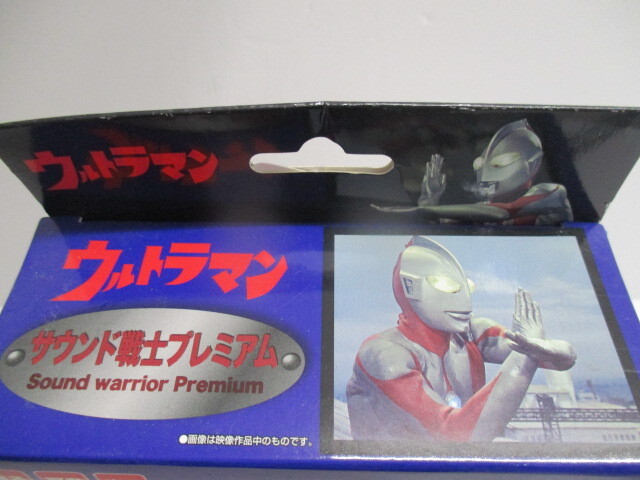 ウルトラマン
ウルトラマン
サウンド戦士プレミアム
Sound warrior Premium
●画像は映像作品中のものです。